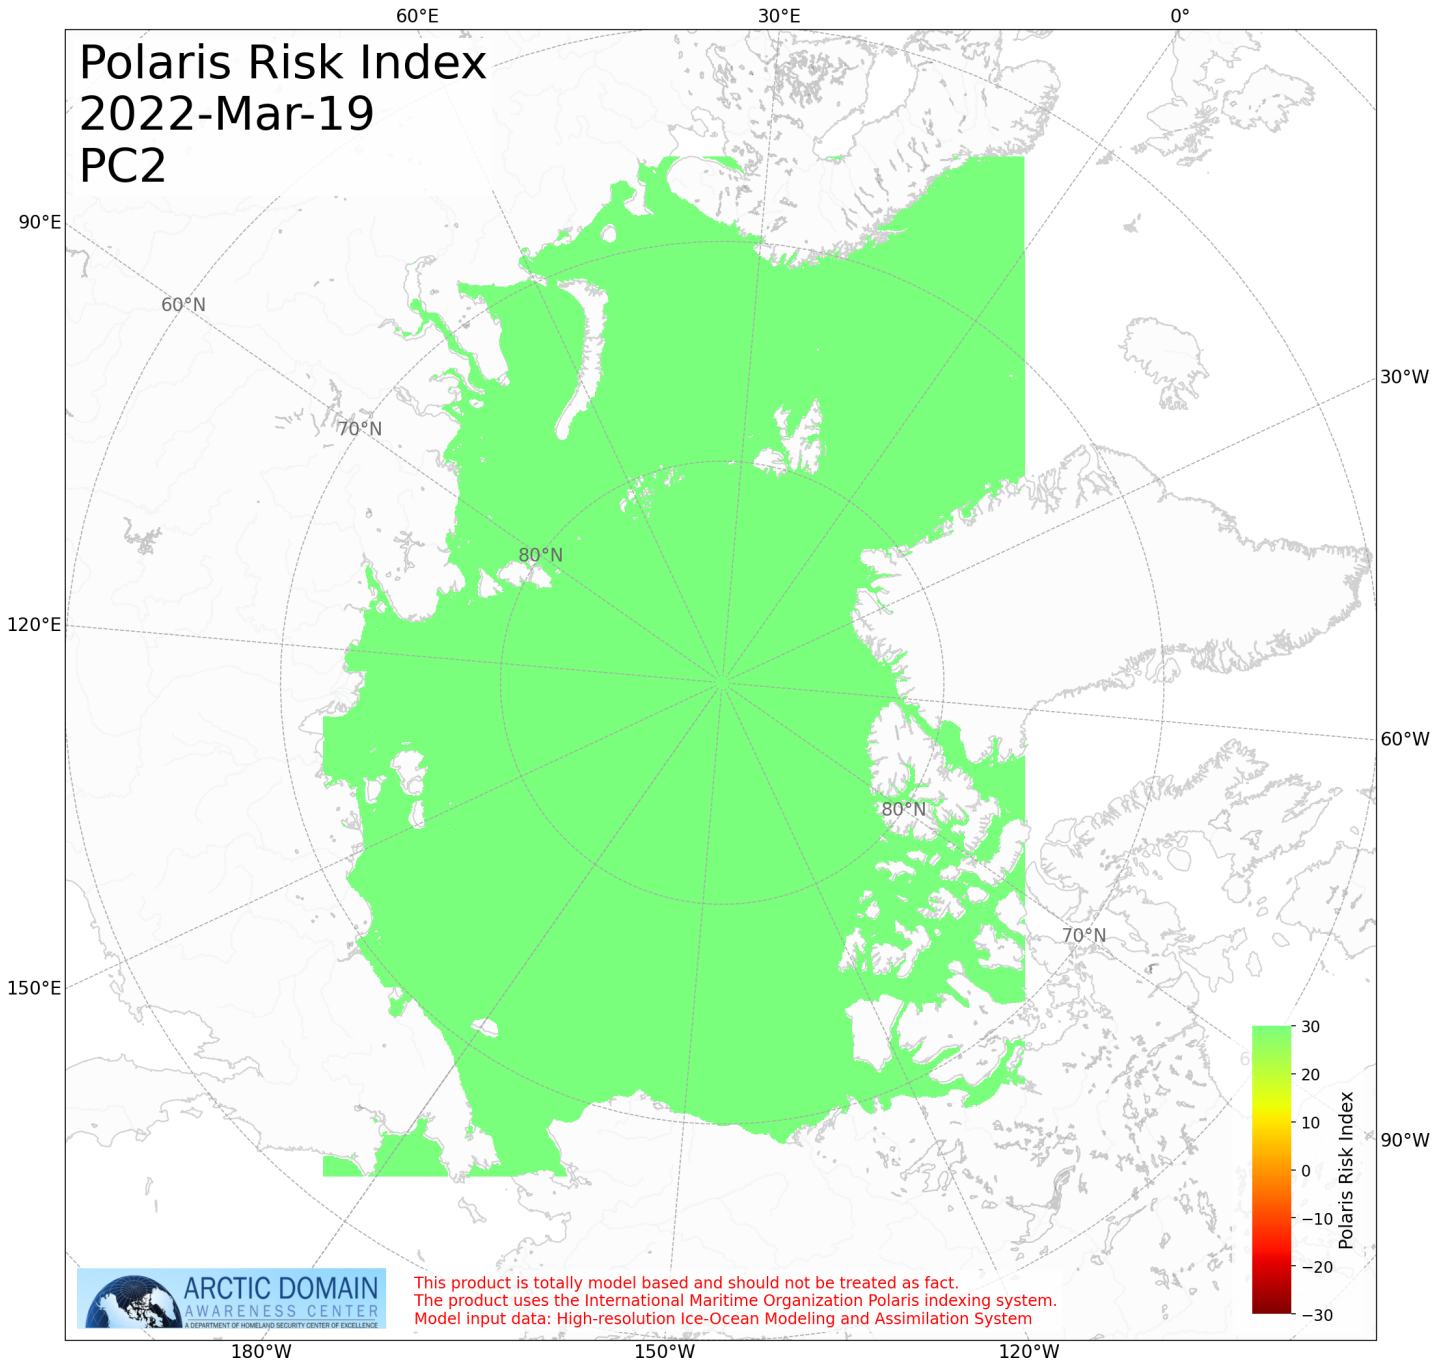 60°E
30°E
0°
Polaris Risk Index
2022-Mar-19
PC2
90°E
60°N
30°W
70°N
80°N
120°E
60°W
80°N
70°N
150°E
30
20
10
0
−10
−20
−30
Polaris Risk Index
90°W
ARCTIC DOMAIN
AWARENESS CENTER
A DEPARTMENT OF HOMELAND SECURITY CENTER OF EXCELLENCE
This product is totally model based and should not be treated as fact.
The product uses the International Maritime Organization Polaris indexing system.
Model input data: High-resolution Ice-Ocean Modeling and Assimilation System
180°W
150°W
120°W